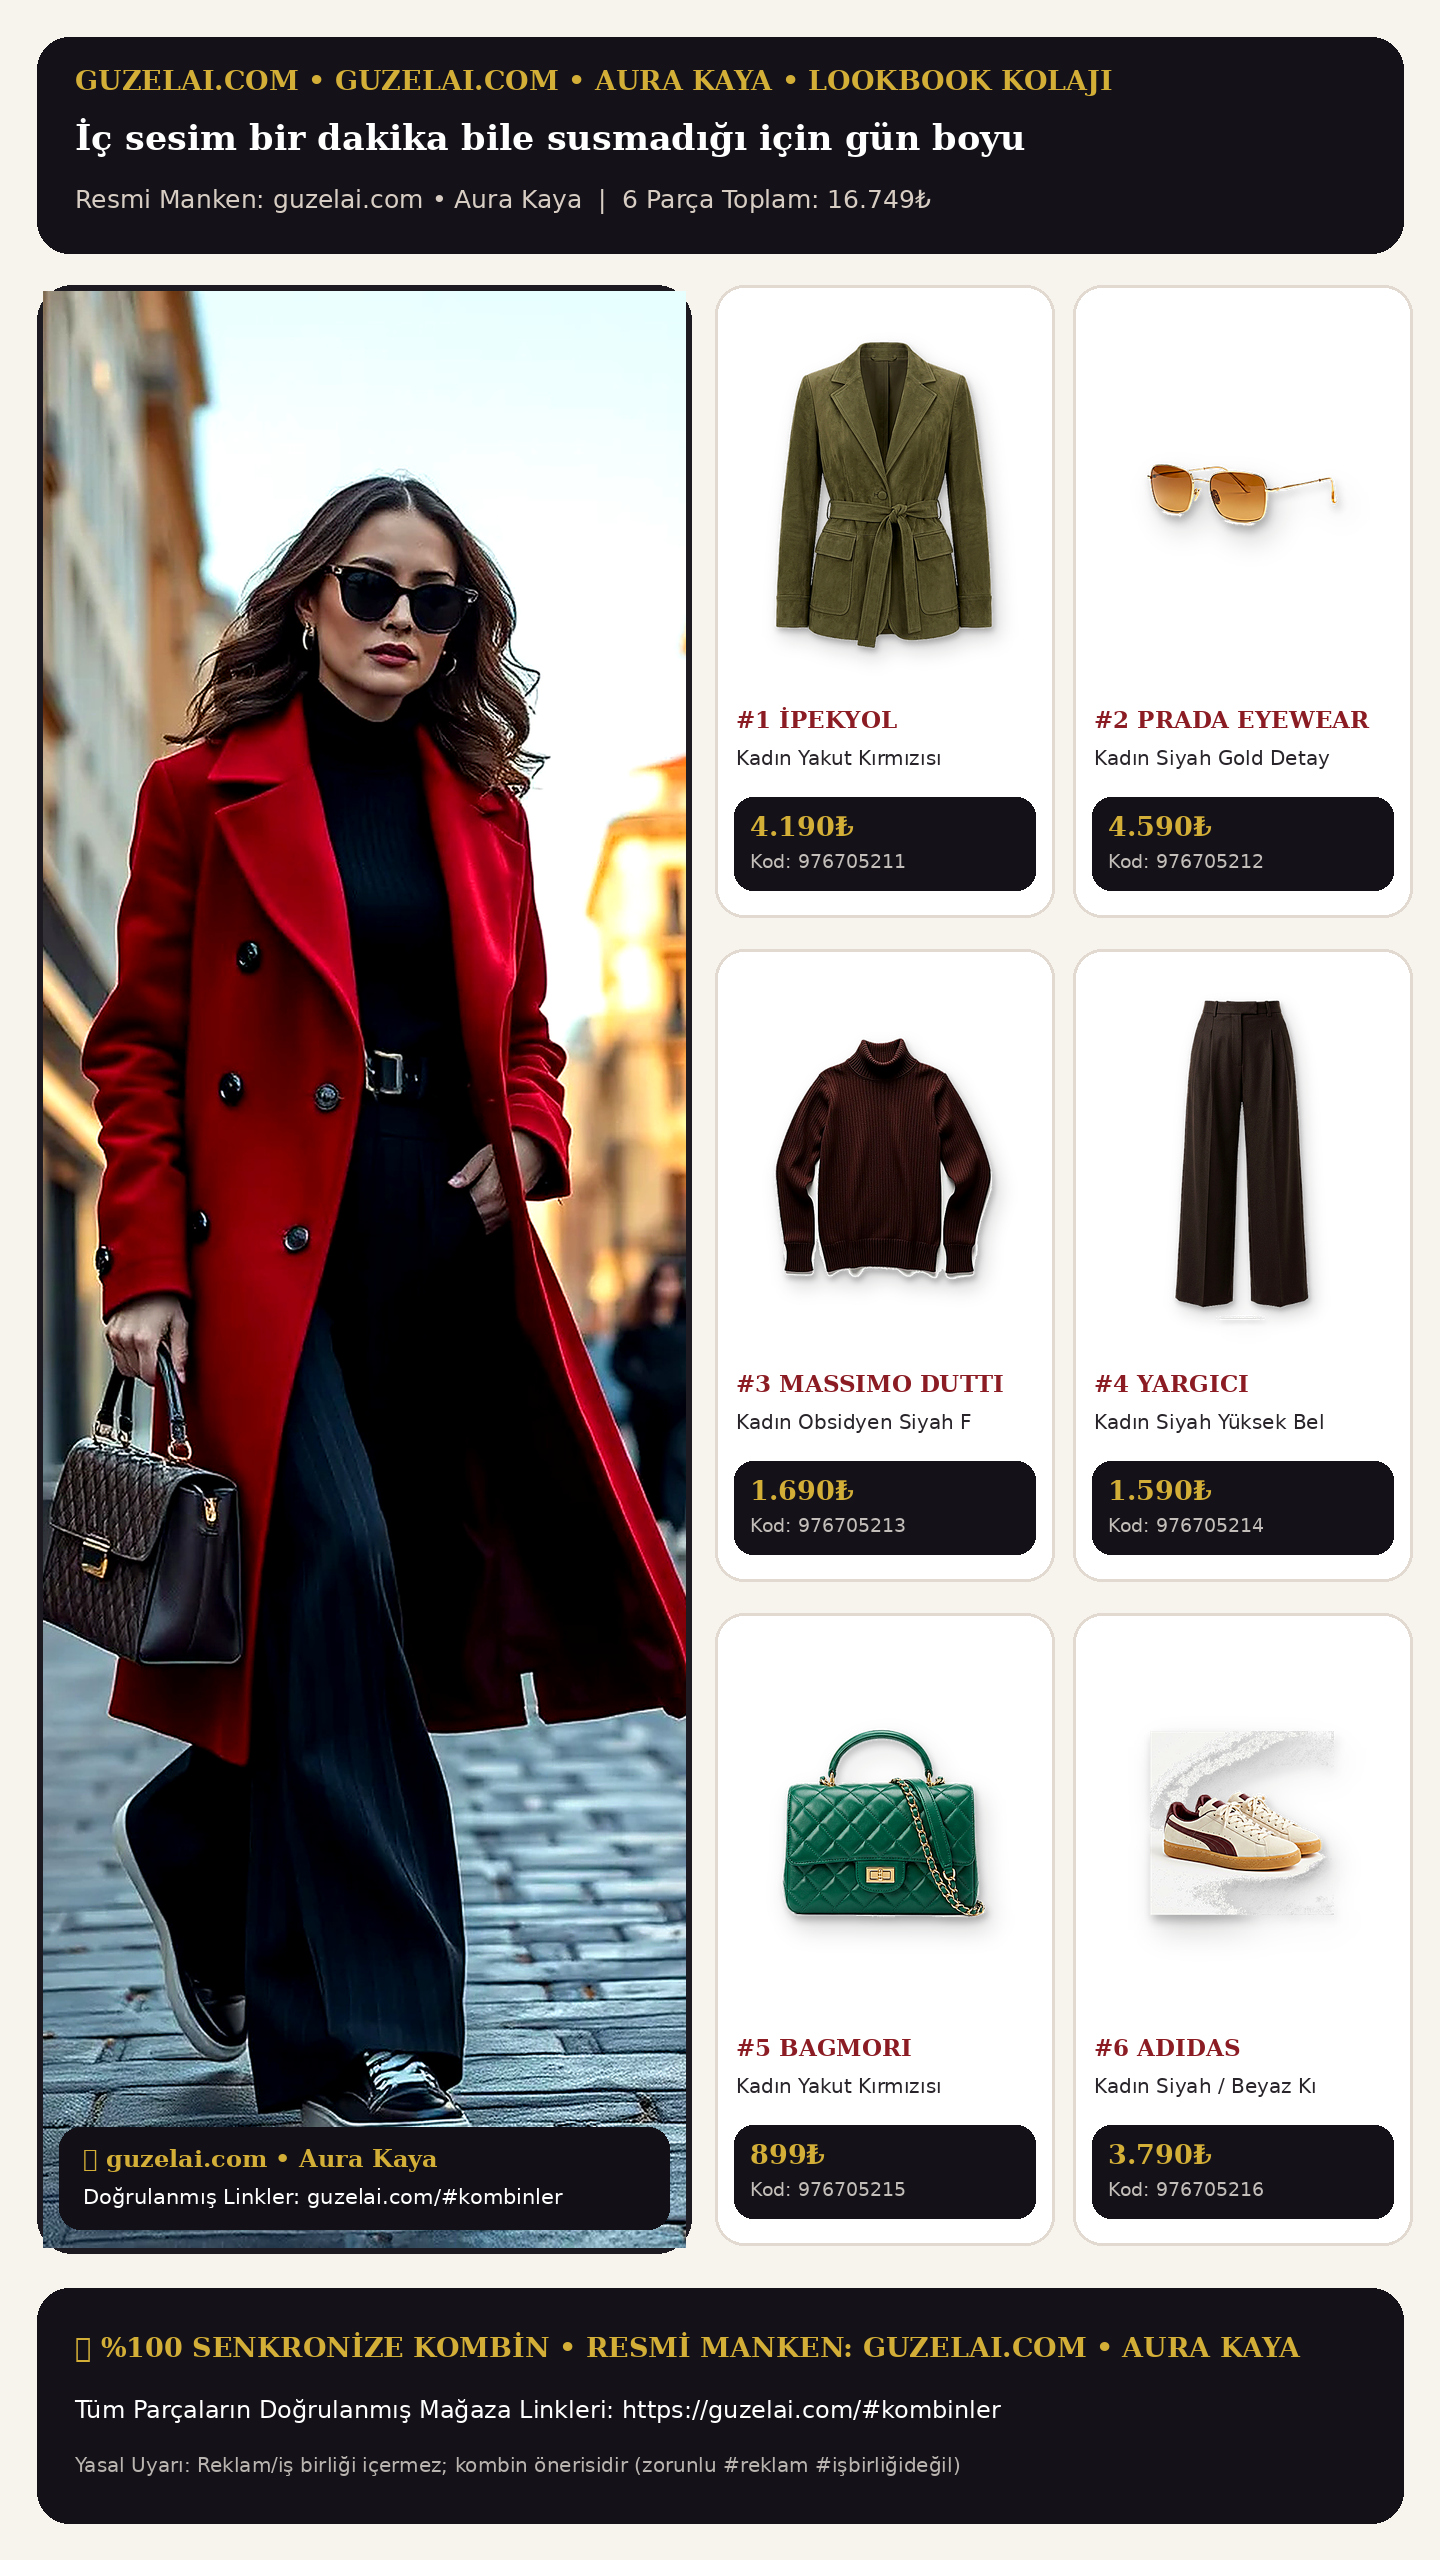 GUZELAI.COM • GUZELAI.COM • AURA KAYA • LOOKBOOK KOLAJI
İç sesim bir dakika bile susmadığı için gün boyu
Resmi Manken: guzelai.com • Aura Kaya | 6 Parça Toplam: 16.749₺
#1 İPEKYOL
Kadın Yakut Kırmızısı
4.190₺
Kod: 976705211
#2 PRADA EYEWEAR
Kadın Siyah Gold Detay
4.590₺
Kod: 976705212
#3 MASSIMO DUTTI
Kadın Obsidyen Siyah F
1.690₺
Kod: 976705213
#4 YARGICI
Kadın Siyah Yüksek Bel
1.590₺
Kod: 976705214
#5 BAGMORI
Kadın Yakut Kırmızısı
899₺
Kod: 976705215
#6 ADIDAS
Kadın Siyah / Beyaz Kı
3.790₺
Kod: 976705216
guzelai.com • Aura Kaya
Doğrulanmış Linkler: guzelai.com/#kombinler
%100 SENKRONİZE KOMBİN • RESMİ MANKEN: GUZELAI.COM • AURA KAYA
Tüm Parçaların Doğrulanmış Mağaza Linkleri: https://guzelai.com/#kombinler
Yasal Uyarı: Reklam/iş birliği içermez; kombin önerisidir (zorunlu #reklam #işbirliğideğil)